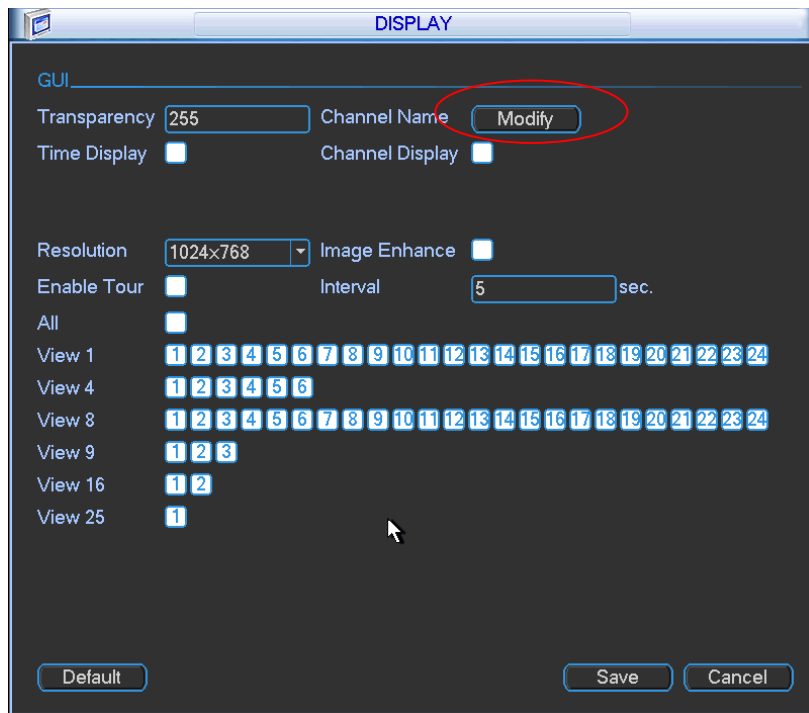 DISPLAY
GUI
Transparency 255 Channel Name Modify
Time Display Channel Display
Resolution 1024×768 Image Enhance
Enable Tour Interval 5 sec.
All
View 1 1 2 3 4 5 6 7 8 9 10 11 12 13 14 15 16 17 18 19 20 21 22 23 24
View 4 1 2 3 4 5 6
View 8 1 2 3 4 5 6 7 8 9 10 11 12 13 14 15 16 17 18 19 20 21 22 23 24
View 9 1 2 3
View 16 1 2
View 25 1
Default Save Cancel